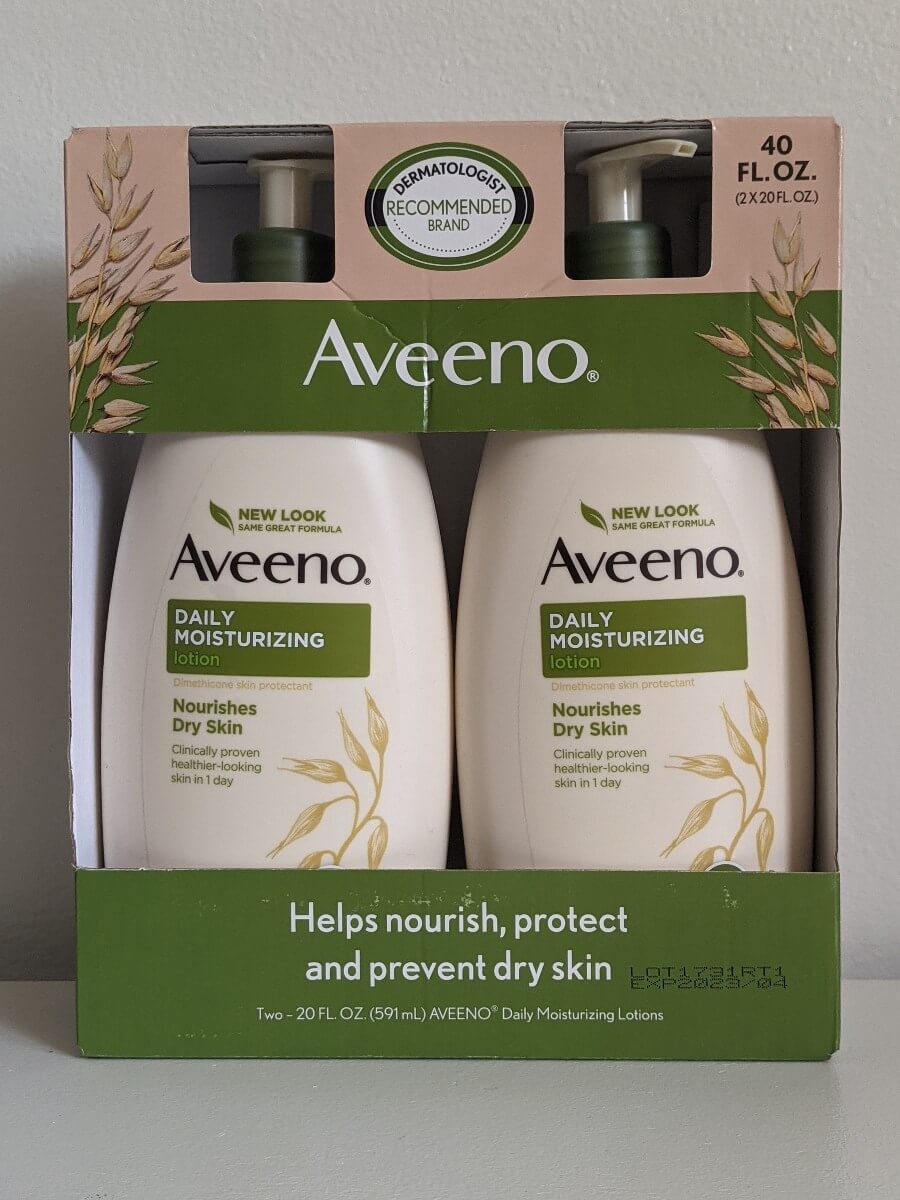 DERMATOLOGIST
RECOMMENDED
BRAND
40
FL. OZ.
(2 X 20 FL. OZ.)
Aveeno®
NEW LOOK
SAME GREAT FORMULA
Aveeno®
DAILY
MOISTURIZING
lotion
Dimethicone skin protectant
Nourishes
Dry Skin
Clinically proven
healthier-looking
skin in 1 day
NEW LOOK
SAME GREAT FORMULA
Aveeno®
DAILY
MOISTURIZING
lotion
Dimethicone skin protectant
Nourishes
Dry Skin
Clinically proven
healthier-looking
skin in 1 day
Helps nourish, protect
and prevent dry skin
LOT1731RT1
EXP2023/04
Two – 20 FL. OZ. (591 mL) AVEENO® Daily Moisturizing Lotions